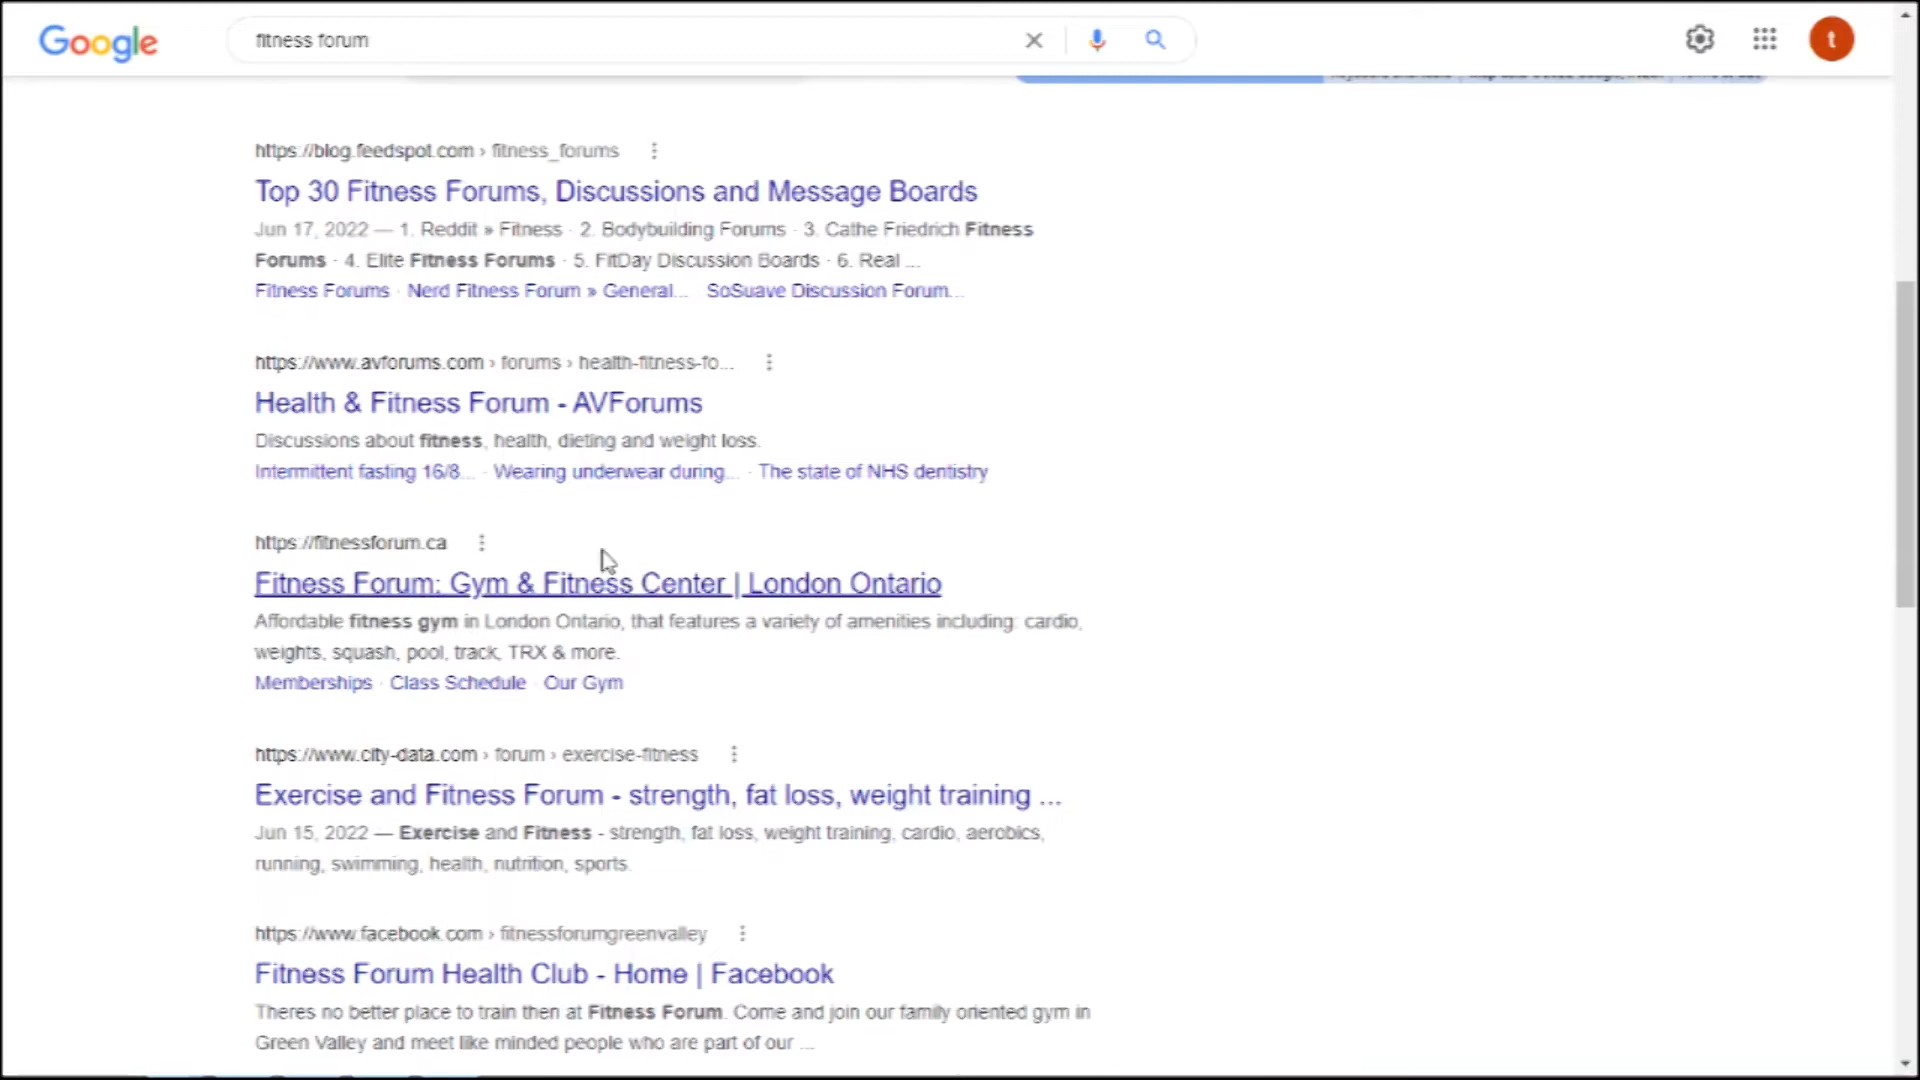 Google
fitness forum
t
https://blog.feedspot.com › fitness_forums
Top 30 Fitness Forums, Discussions and Message Boards
Jun 17, 2022 — 1. Reddit » Fitness · 2. Bodybuilding Forums · 3. Cathe Friedrich Fitness
Forums · 4. Elite Fitness Forums · 5. FitDay Discussion Boards · 6. Real ...
Fitness Forums · Nerd Fitness Forum » General... · SoSuave Discussion Forum...
https://www.avforums.com › forums › health-fitness-fo...
Health & Fitness Forum - AVForums
Discussions about fitness, health, dieting and weight loss.
Intermittent fasting 16/8... · Wearing underwear during... · The state of NHS dentistry
https://fitnessforum.ca
Fitness Forum: Gym & Fitness Center | London Ontario
Affordable fitness gym in London Ontario, that features a variety of amenities including: cardio,
weights, squash, pool, track, TRX & more.
Memberships · Class Schedule · Our Gym
https://www.city-data.com › forum › exercise-fitness
Exercise and Fitness Forum - strength, fat loss, weight training ...
Jun 15, 2022 — Exercise and Fitness - strength, fat loss, weight training, cardio, aerobics,
running, swimming, health, nutrition, sports.
https://www.facebook.com › fitnessforumgreenvalley
Fitness Forum Health Club - Home | Facebook
Theres no better place to train then at Fitness Forum. Come and join our family oriented gym in
Green Valley and meet like minded people who are part of our ...